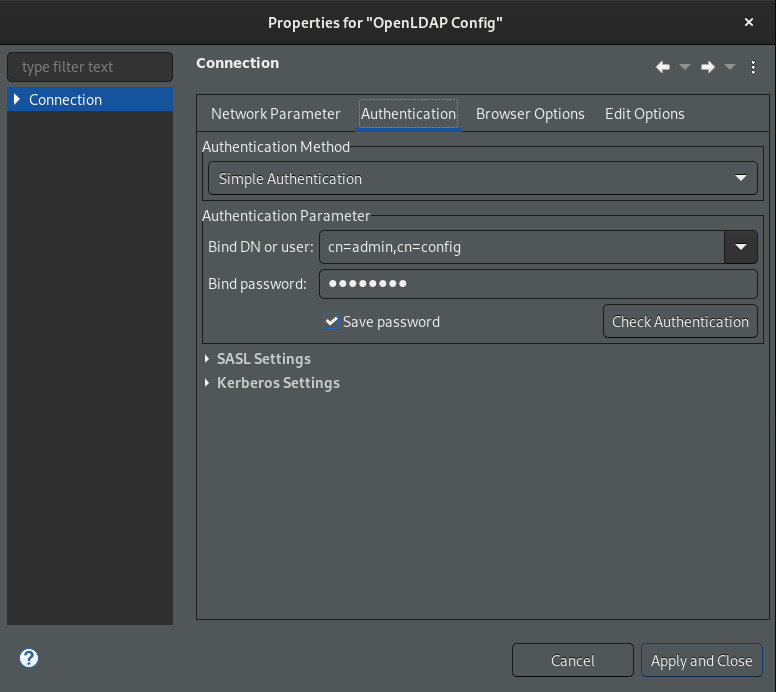 Properties for "OpenLDAP Config"
type filter text
Connection
Connection
Network Parameter
Authentication
Browser Options
Edit Options
Authentication Method
Simple Authentication
Authentication Parameter
Bind DN or user:
cn=admin,cn=config
Bind password:
●●●●●●●●
Save password
Check Authentication
SASL Settings
Kerberos Settings
?
Cancel
Apply and Close